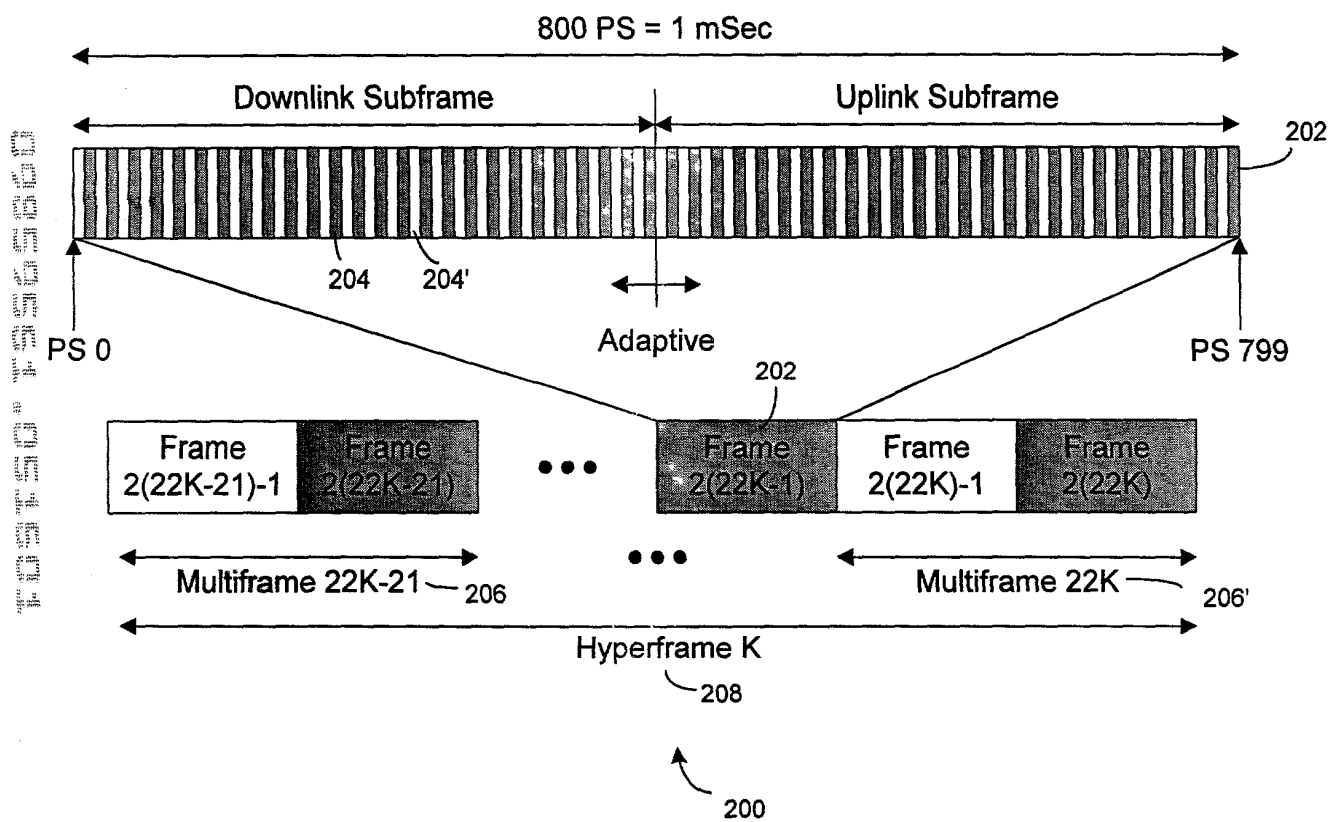 800 PS = 1 mSec
Downlink Subframe
Uplink Subframe
202
204
204'
PS 0
Adaptive
PS 799
202
Frame
2(22K-21)-1
Frame
2(22K-21)
Frame
2(22K-1)
Frame
2(22K)-1
Frame
2(22K)
Multiframe 22K-21
206
Multiframe 22K
206'
Hyperframe K
208
200